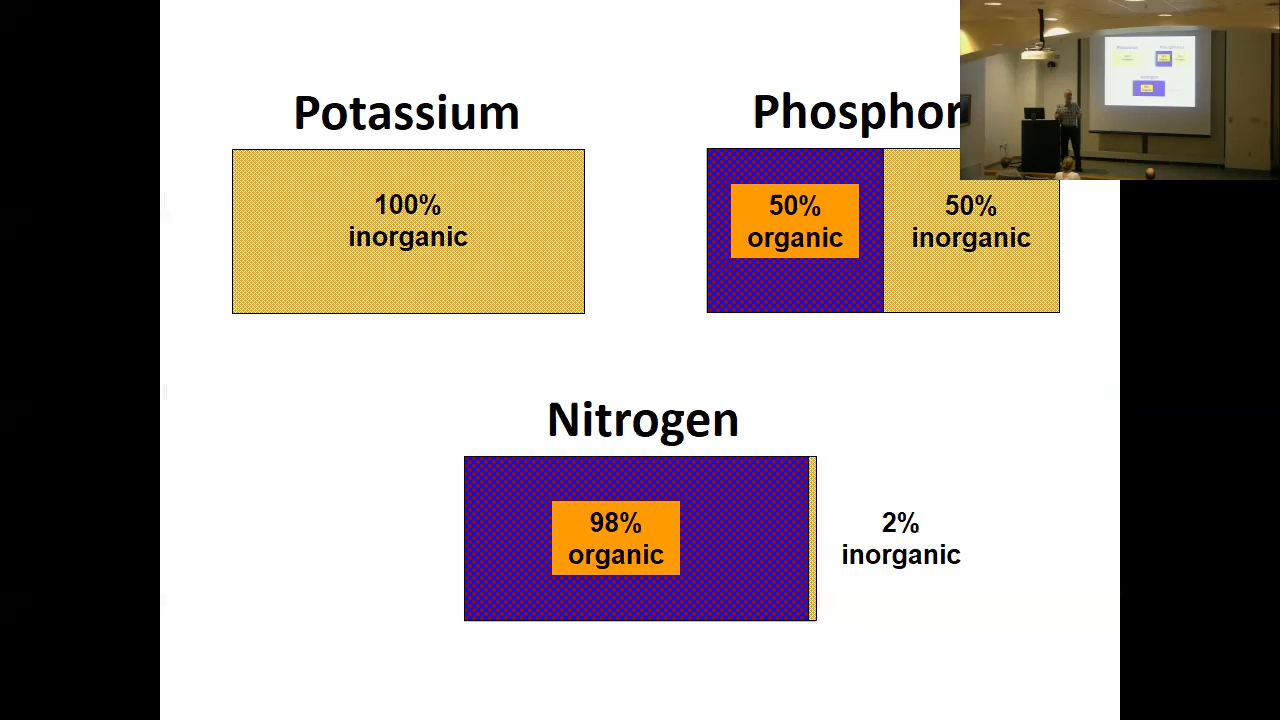 Potassium
100%
inorganic
Phosphor
50%
organic
50%
inorganic
Nitrogen
98%
organic
2%
inorganic